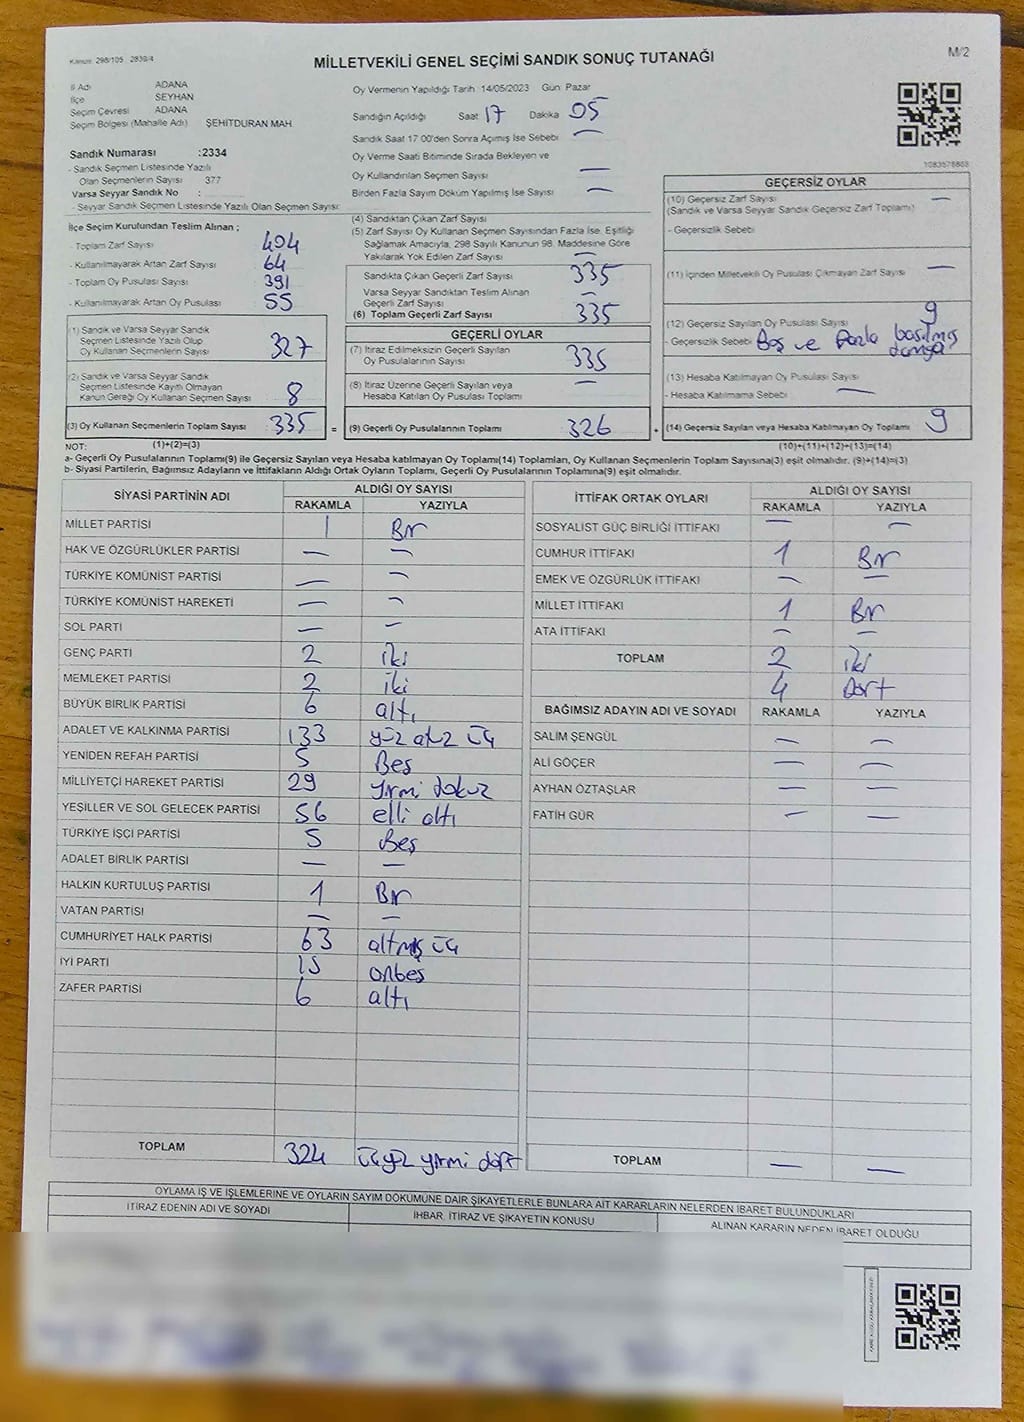 Kanun: 298/105 2839/4
MİLLETVEKİLİ GENEL SEÇİMİ SANDIK SONUÇ TUTANAĞI
M/2
İl Adı ADANA
İlçe SEYHAN
Seçim Çevresi ADANA
Seçim Bölgesi (Mahalle Adı) ŞEHİTDURAN MAH
Sandık Numarası :2334
- Sandık Seçmen Listesinde Yazılı
Olan Seçmenlerin Sayısı 377
Varsa Seyyar Sandık No :
- Seyyar Sandık Seçmen Listesinde Yazılı Olan Seçmen Sayısı:
Oy Vermenin Yapıldığı Tarih 14/05/2023 Gün: Pazar
Sandığın Açıldığı Saat 17 Dakika 05
Sandık Saat 17:00'den Sonra Açımış İse Sebebi —
Oy Verme Saati Bitiminde Sırada Bekleyen ve
Oy Kullandırılan Seçmen Sayısı —
Birden Fazla Sayım Döküm Yapılmış İse Sayısı —
1083578868
İlçe Seçim Kurulundan Teslim Alınan ;
- Toplam Zarf Sayısı 404
- Kullanılmayarak Artan Zarf Sayısı 64
- Toplam Oy Pusulası Sayısı 391
- Kullanılmayarak Artan Oy Pusulası 55
(1) Sandık ve Varsa Seyyar Sandık
Seçmen Listesinde Yazılı Olup
Oy Kullanan Seçmenlerin Sayısı 327
(2) Sandık ve Varsa Seyyar Sandık
Seçmen Listesinde Kayıtlı Olmayan
Kanun Gereği Oy Kullanan Seçmen Sayısı 8
(3) Oy Kullanan Seçmenlerin Toplam Sayısı 335 =
(4) Sandıktan Çıkan Zarf Sayısı
(5) Zarf Sayısı Oy Kullanan Seçmen Sayısından Fazla İse, Eşitliği
Sağlamak Amacıyla, 298 Sayılı Kanunun 98. Maddesine Göre
Yakılarak Yok Edilen Zarf Sayısı —
Sandıkta Çıkan Geçerli Zarf Sayısı 335
Varsa Seyyar Sandıktan Teslim Alınan
Geçerli Zarf Sayısı —
(6) Toplam Geçerli Zarf Sayısı 335
GEÇERLİ OYLAR
(7) İtiraz Edilmeksizin Geçerli Sayılan
Oy Pusulalarının Sayısı 335
(8) İtiraz Üzerine Geçerli Sayılan veya
Hesaba Katılan Oy Pusulası Toplamı —
(9) Geçerli Oy Pusulalarının Toplamı 326 +
GEÇERSİZ OYLAR
(10) Geçersiz Zarf Sayısı —
(Sandık ve Varsa Seyyar Sandık Geçersiz Zarf Toplamı)
- Geçersizlik Sebebi
(11) İçinden Milletvekili Oy Pusulası Çıkmayan Zarf Sayısı —
(12) Geçersiz Sayılan Oy Pusulası Sayısı 9
- Geçersizlik Sebebi Boş ve fazla basılmış
damga
(13) Hesaba Katılmayan Oy Pusulası Sayısı
- Hesaba Katılmama Sebebi —
(14) Geçersiz Sayılan veya Hesaba Katılmayan Oy Toplamı 9
NOT: (1)+(2)=(3) (10)+(11)+(12)+(13)=(14)
a- Geçerli Oy Pusulalarının Toplamı(9) ile Geçersiz Sayılan veya Hesaba katılmayan Oy Toplamı(14) Toplamları, Oy Kullanan Seçmenlerin Toplam Sayısına(3) eşit olmalıdır. (9)+(14)=(3)
b- Siyasi Partilerin, Bağımsız Adayların ve İttifakların Aldığı Ortak Oyların Toplamı, Geçerli Oy Pusulalarının Toplamına(9) eşit olmalıdır.
SİYASİ PARTİNİN ADI ALDIĞI OY SAYISI
RAKAMLA YAZIYLA
MİLLET PARTİSİ 1 Bir
HAK VE ÖZGÜRLÜKLER PARTİSİ — —
TÜRKİYE KOMÜNİST PARTİSİ — —
TÜRKİYE KOMÜNİST HAREKETİ — —
SOL PARTİ — —
GENÇ PARTİ 2 iki
MEMLEKET PARTİSİ 2 iki
BÜYÜK BİRLİK PARTİSİ 6 altı
ADALET VE KALKINMA PARTİSİ 133 yüz otuz üç
YENİDEN REFAH PARTİSİ 5 Beş
MİLLİYETÇİ HAREKET PARTİSİ 29 yirmi dokuz
YEŞİLLER VE SOL GELECEK PARTİSİ 56 elli altı
TÜRKİYE İŞÇİ PARTİSİ 5 Beş
ADALET BİRLİK PARTİSİ — —
HALKIN KURTULUŞ PARTİSİ 1 Bir
VATAN PARTİSİ — —
CUMHURİYET HALK PARTİSİ 63 altmış üç
İYİ PARTİ 15 onbeş
ZAFER PARTİSİ 6 altı
TOPLAM 324 üçyüz yirmi dört
İTTİFAK ORTAK OYLARI ALDIĞI OY SAYISI
RAKAMLA YAZIYLA
SOSYALİST GÜÇ BİRLİĞİ İTTİFAKI — —
CUMHUR İTTİFAKI 1 Bir
EMEK VE ÖZGÜRLÜK İTTİFAKI — —
MİLLET İTTİFAKI 1 Bir
ATA İTTİFAKI — —
TOPLAM 2 iki
4 Dört
BAĞIMSIZ ADAYIN ADI VE SOYADI RAKAMLA YAZIYLA
SALİM ŞENGÜL — —
ALİ GÖÇER — —
AYHAN ÖZTAŞLAR — —
FATİH GÜR — —
TOPLAM — —
OYLAMA İŞ VE İŞLEMLERİNE VE OYLARIN SAYIM DÖKÜMÜNE DAİR ŞİKAYETLERLE BUNLARA AİT KARARLARIN NELERDEN İBARET BULUNDUKLARI
İTİRAZ EDENİN ADI VE SOYADI İHBAR, İTİRAZ VE ŞİKAYETİN KONUSU ALINAN KARARIN NEDEN İBARET OLDUĞU